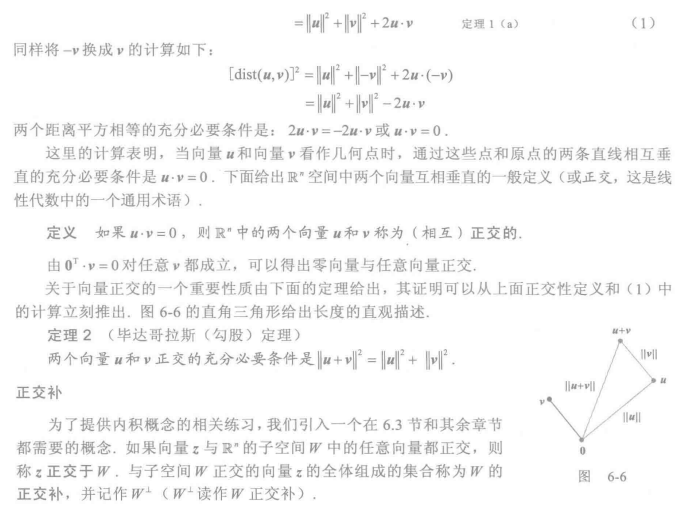 =‖u‖²+‖v‖²+2u·v 定理1（a） （1）
同样将 –v 换成 v 的计算如下：
[dist(u,v)]²=‖u‖²+‖–v‖²+2u·(–v)
=‖u‖²+‖v‖²–2u·v
两个距离平方相等的充分必要条件是：2u·v=–2u·v 或 u·v=0．
这里的计算表明，当向量 u 和向量 v 看作几何点时，通过这些点和原点的两条直线相互垂
直的充分必要条件是 u·v=0．下面给出 ℝⁿ 空间中两个向量互相垂直的一般定义（或正交，这是线
性代数中的一个通用术语）．
定义 如果 u·v=0，则 ℝⁿ 中的两个向量 u 和 v 称为（相互）正交的．
由 0ᵀ·v=0 对任意 v 都成立，可以得出零向量与任意向量正交．
关于向量正交的一个重要性质由下面的定理给出，其证明可以从上面正交性定义和（1）中
的计算立刻推出．图 6-6 的直角三角形给出长度的直观描述．
定理 2 （毕达哥拉斯（勾股）定理）
两个向量 u 和 v 正交的充分必要条件是 ‖u+v‖²=‖u‖²+‖v‖²．
正交补
为了提供内积概念的相关练习，我们引入一个在 6.3 节和其余章节
都需要的概念．如果向量 z 与 ℝⁿ 的子空间 W 中的任意向量都正交，则
称 z 正交于 W．与子空间 W 正交的向量 z 的全体组成的集合称为 W 的
正交补，并记作 W⊥（W⊥读作 W 正交补）．
u+v
‖v‖
u
‖u+v‖
v
‖u‖
0
图 6-6